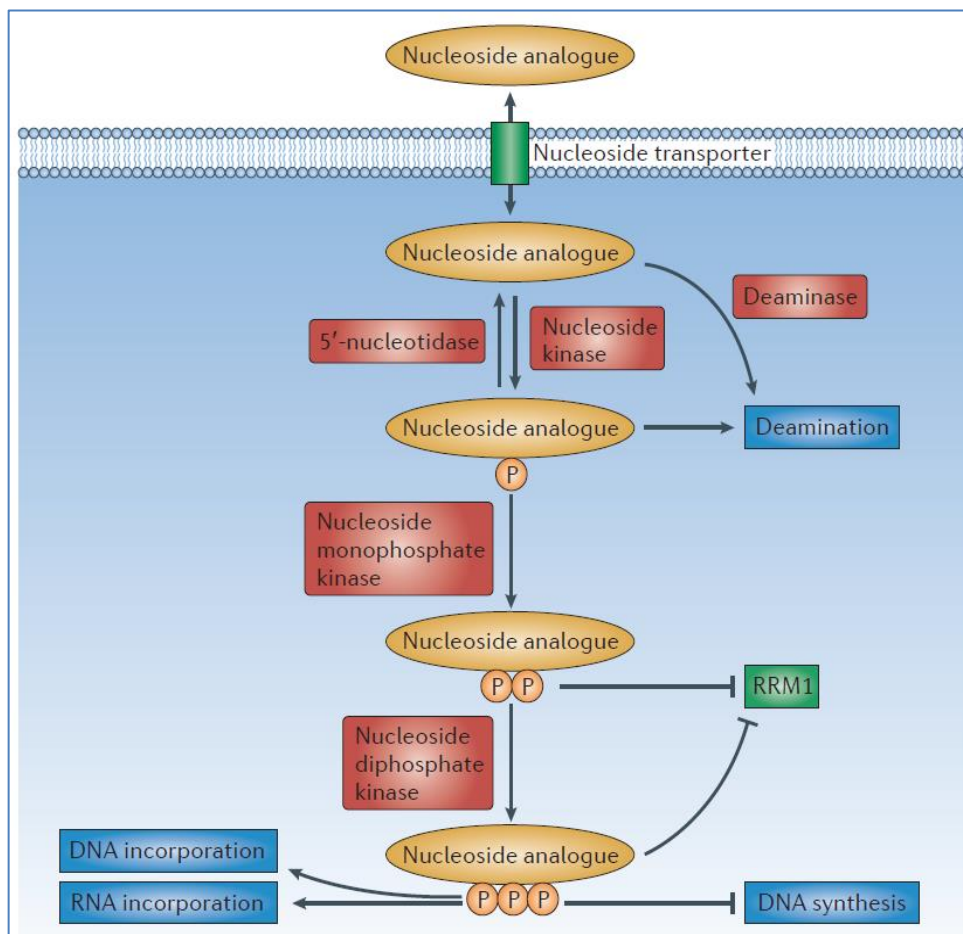 Nucleoside analogue
Nucleoside transporter
Nucleoside analogue
Deaminase
5′-nucleotidase
Nucleoside
kinase
Nucleoside analogue
Deamination
P
Nucleoside
monophosphate
kinase
Nucleoside analogue
P P
RRM1
Nucleoside
diphosphate
kinase
Nucleoside analogue
DNA incorporation
P P P
RNA incorporation
DNA synthesis